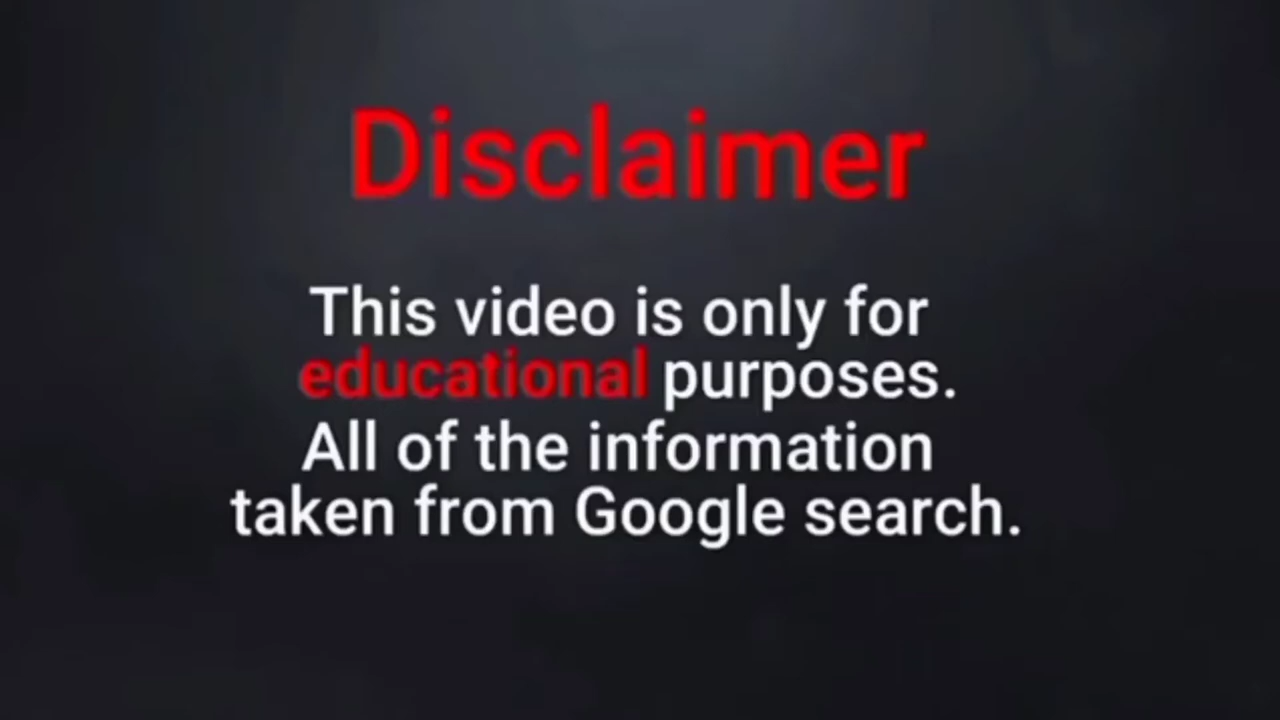 Disclaimer
This video is only for
educational purposes.
All of the information
taken from Google search.